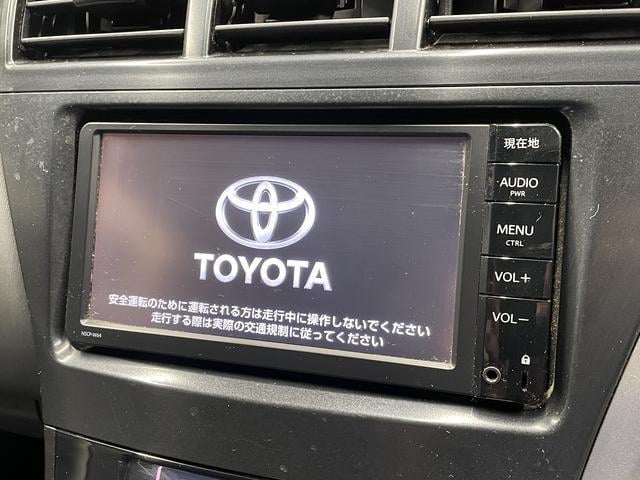 現在地
AUDIO
PWR
MENU
CTRL
VOL+
VOL−
TOYOTA
安全運転のために運転される方は走行中に操作しないでください
走行する際は実際の交通規制に従ってください
NSCP-W64